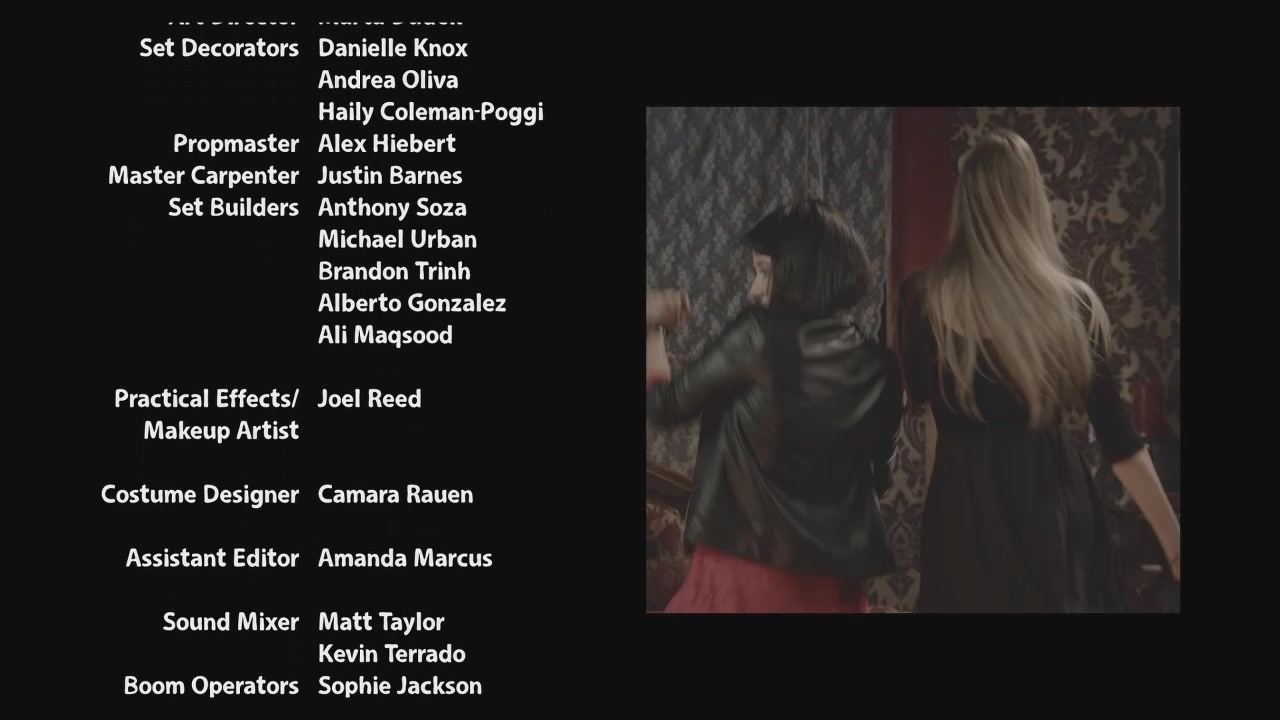 Set Decorators Danielle Knox
Andrea Oliva
Haily Coleman-Poggi
Propmaster Alex Hiebert
Master Carpenter Justin Barnes
Set Builders Anthony Soza
Michael Urban
Brandon Trinh
Alberto Gonzalez
Ali Maqsood
Practical Effects/ Joel Reed
Makeup Artist
Costume Designer Camara Rauen
Assistant Editor Amanda Marcus
Sound Mixer Matt Taylor
Kevin Terrado
Boom Operators Sophie Jackson